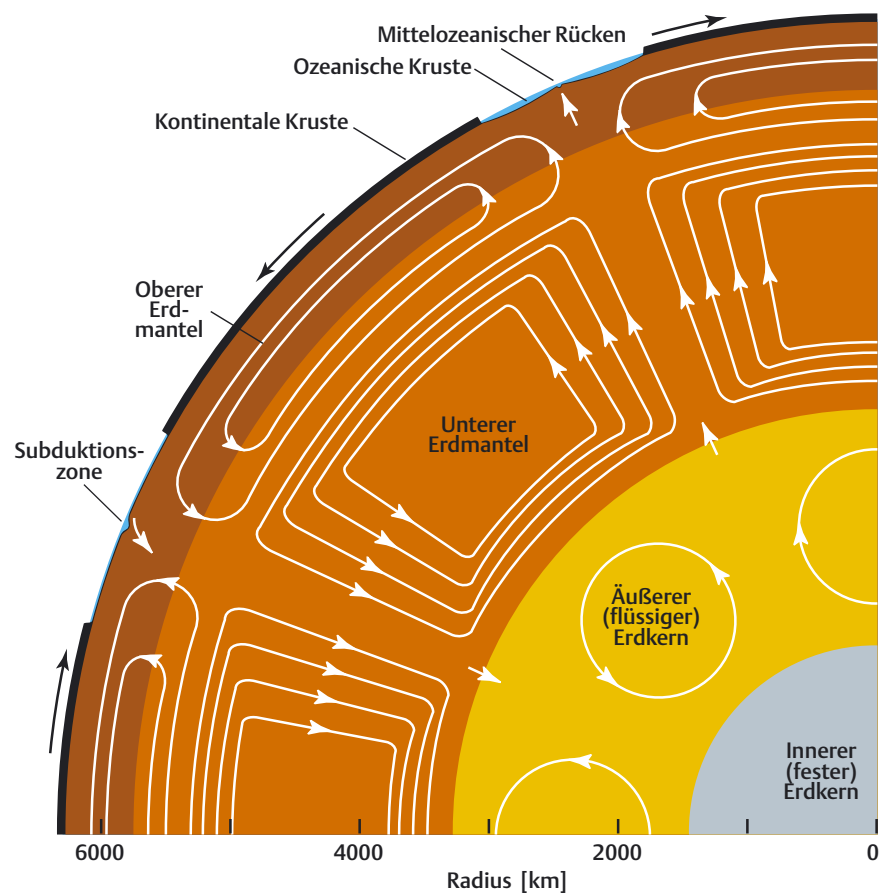 Mittelozeanischer Rücken
Ozeanische Kruste
Kontinentale Kruste
Oberer
Erd-
mantel
Subduktions-
zone
Unterer
Erdmantel
Äußerer
(flüssiger)
Erdkern
Innerer
(fester)
Erdkern
6000 4000 2000 0
Radius [km]